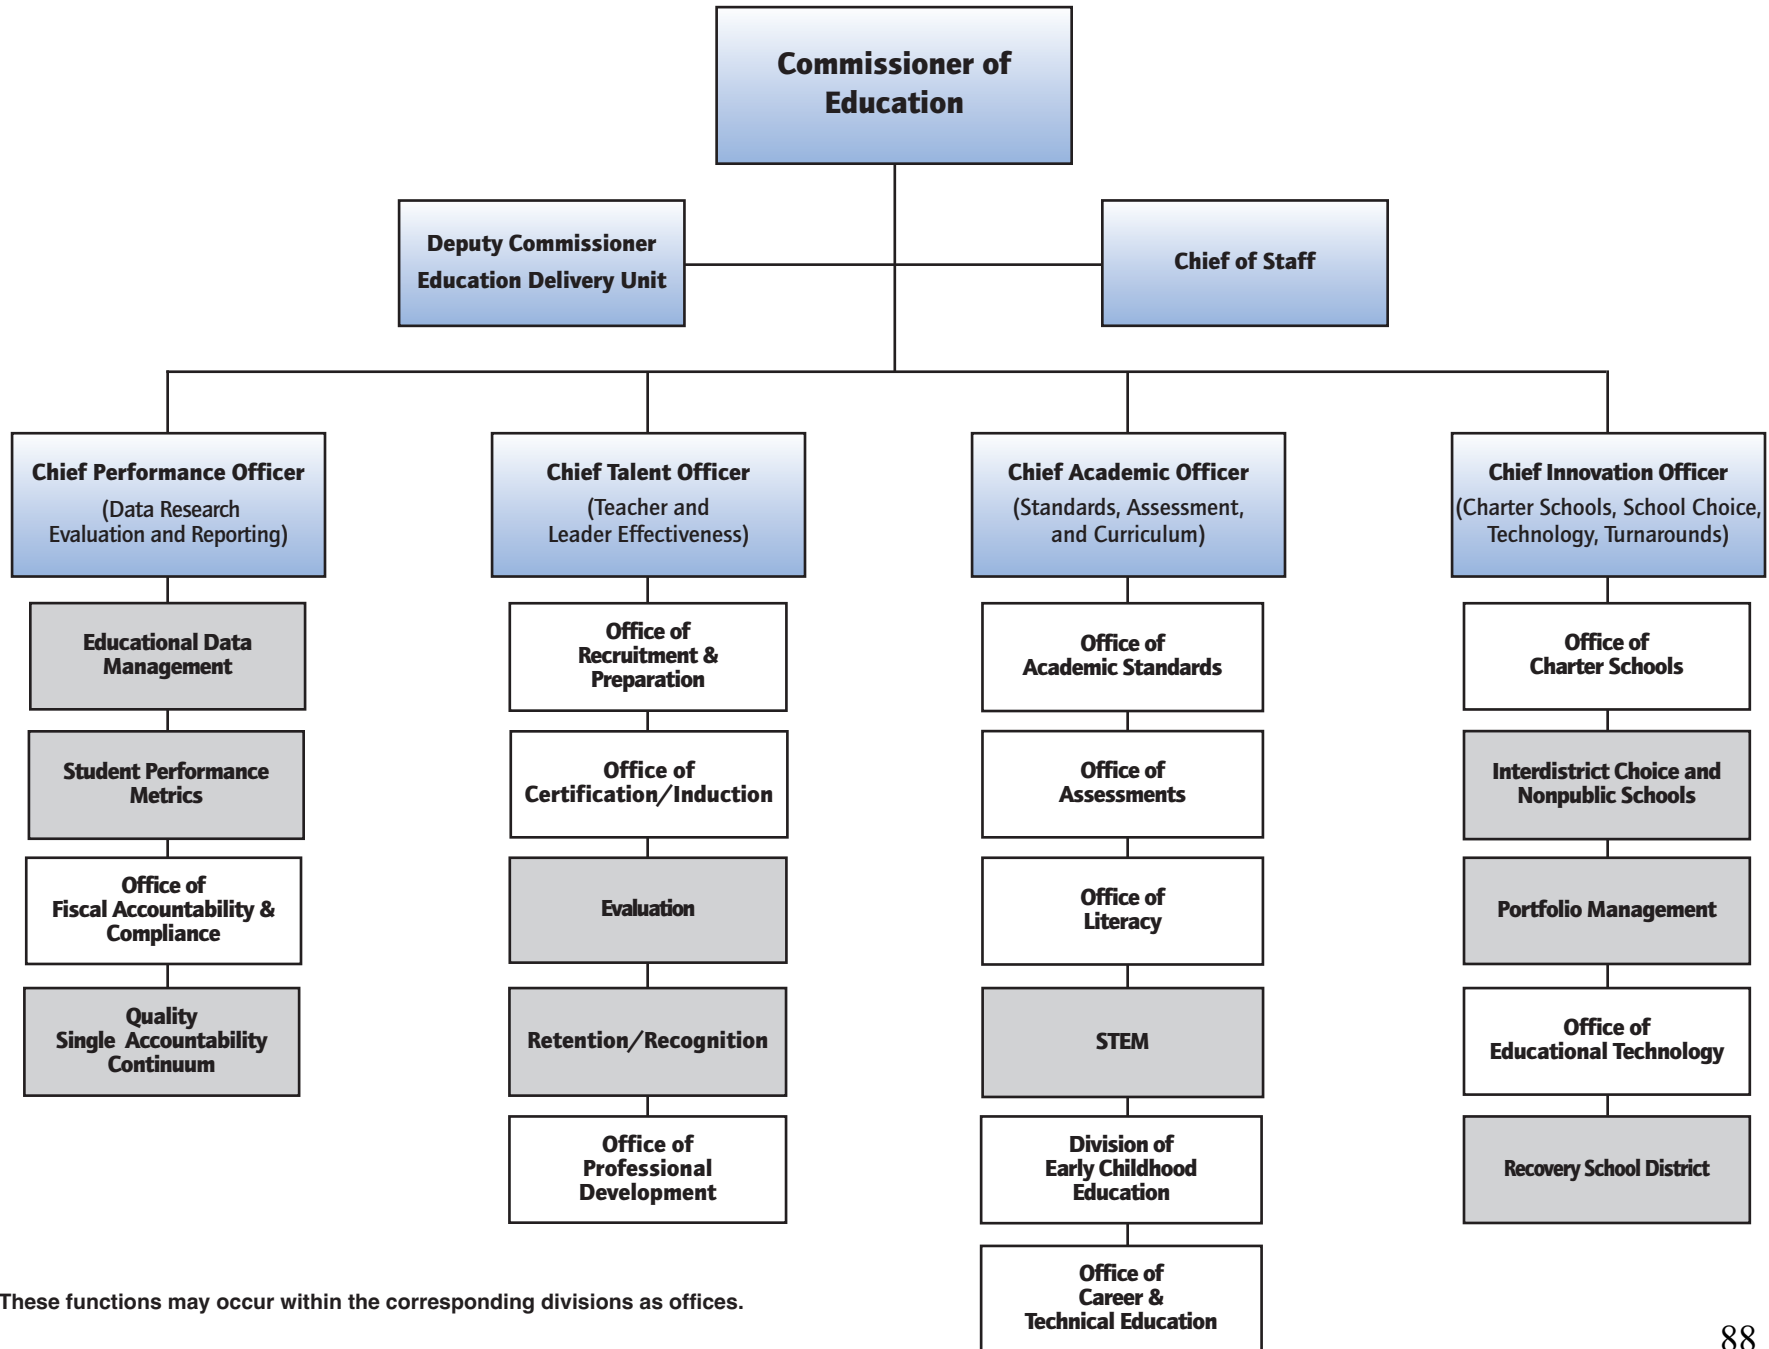 Commissioner of
Education
Deputy Commissioner
Education Delivery Unit
Chief of Staff
Chief Performance Officer
(Data Research
Evaluation and Reporting)
Educational Data
Management
Student Performance
Metrics
Office of
Fiscal Accountability &
Compliance
Quality
Single Accountability
Continuum
Chief Talent Officer
(Teacher and
Leader Effectiveness)
Office of
Recruitment &
Preparation
Office of
Certification/Induction
Evaluation
Retention/Recognition
Office of
Professional
Development
Chief Academic Officer
(Standards, Assessment,
and Curriculum)
Office of
Academic Standards
Office of
Assessments
Office of
Literacy
STEM
Division of
Early Childhood
Education
Office of
Career &
Technical Education
Chief Innovation Officer
(Charter Schools, School Choice,
Technology, Turnarounds)
Office of
Charter Schools
Interdistrict Choice and
Nonpublic Schools
Portfolio Management
Office of
Educational Technology
Recovery School District
These functions may occur within the corresponding divisions as offices.
88